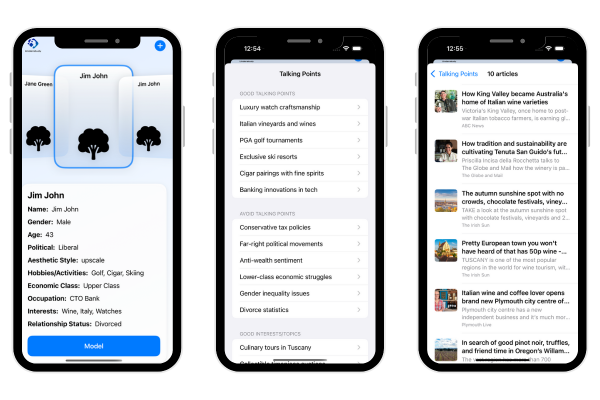 Jim John
Jane Green
Jim John
Jim John
Name: Jim John
Gender: Male
Age: 43
Political: Liberal
Aesthetic Style: upscale
Hobbies/Activities: Golf, Cigar, Skiing
Economic Class: Upper Class
Occupation: CTO Bank
Interests: Wine, Italy, Watches
Relationship Status: Divorced
Model
12:54
Talking Points
GOOD TALKING POINTS
Luxury watch craftsmanship
Italian vineyards and wines
PGA golf tournaments
Exclusive ski resorts
Cigar pairings with fine spirits
Banking innovations in tech
AVOID TALKING POINTS
Conservative tax policies
Far-right political movements
Anti-wealth sentiment
Lower-class economic struggles
Gender inequality issues
Divorce statistics
GOOD INTERESTS/TOPICS
Culinary tours in Tuscany
12:55
Talking Points
10 articles
How King Valley became Australia's
home of Italian wine varieties
Victoria's King Valley, once home to post-
war Italian tobacco farmers, is earning gl...
ABC News
How tradition and sustainability are
cultivating Tenuta San Guido's fut...
Priscilla Incisa della Rocchetta talks to
The Globe and Mail how the winery is pa...
The Globe and Mail
The autumn sunshine spot with no
crowds, chocolate festivals, viney...
TAKE a look at the autumn sunshine
spot with chocolate festivals, vineyards and 2...
The Irish Sun
Pretty European town you won't
have heard of that has 50p wine -...
TUSCANY is one of the most popular
regions in the world for wine tourism, wit...
The Irish Sun
Italian wine and coffee lover opens
brand new Plymouth city centre of...
Plymouth city centre has a new
independent business and it's much mor...
Plymouth Live
In search of good pinot noir, truffles,
and friend time in Oregon's Willam...
than 700